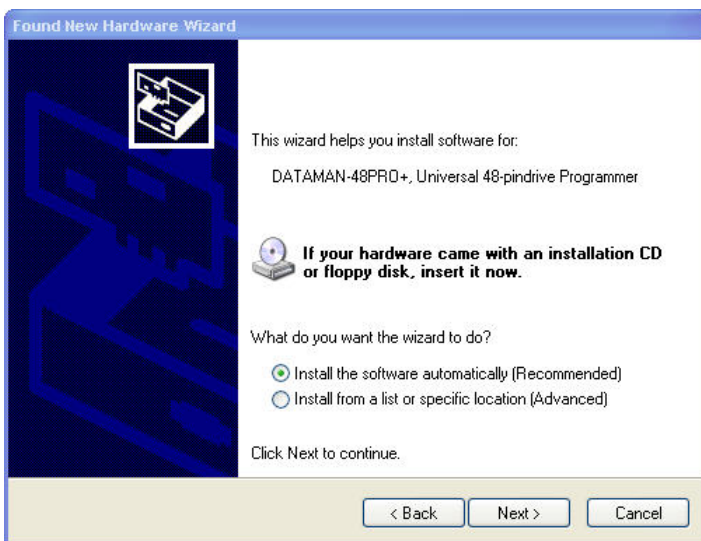 Found New Hardware Wizard
This wizard helps you install software for:
DATAMAN-48PRO+, Universal 48-pindrive Programmer
If your hardware came with an installation CD
or floppy disk, insert it now.
What do you want the wizard to do?
Install the software automatically (Recommended)
Install from a list or specific location (Advanced)
Click Next to continue.
< Back
Next >
Cancel